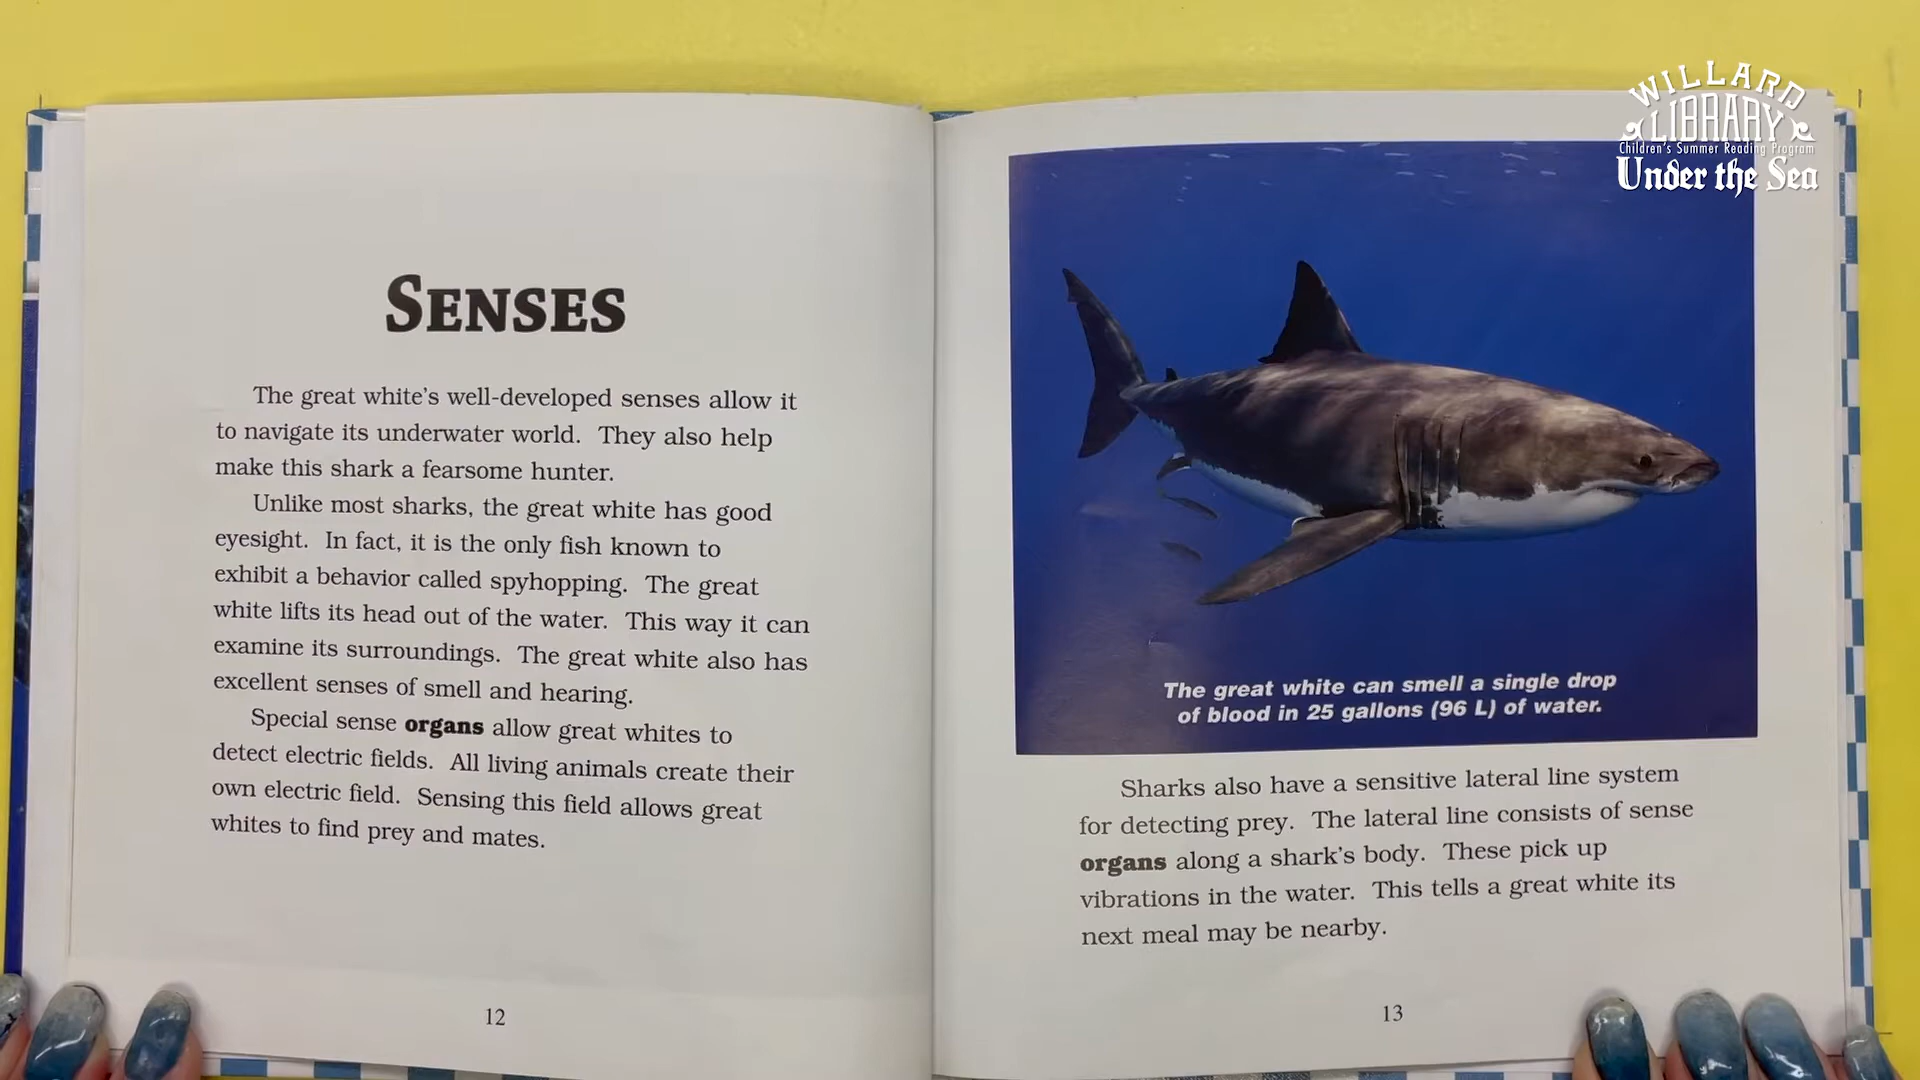 SENSES
The great white's well-developed senses allow it
to navigate its underwater world. They also help
make this shark a fearsome hunter.
Unlike most sharks, the great white has good
eyesight. In fact, it is the only fish known to
exhibit a behavior called spyhopping. The great
white lifts its head out of the water. This way it can
examine its surroundings. The great white also has
excellent senses of smell and hearing.
Special sense organs allow great whites to
detect electric fields. All living animals create their
own electric field. Sensing this field allows great
whites to find prey and mates.
12
WILLARD
LIBRARY
Children's Summer Reading Program
Under the Sea
The great white can smell a single drop
of blood in 25 gallons (96 L) of water.
Sharks also have a sensitive lateral line system
for detecting prey. The lateral line consists of sense
organs along a shark's body. These pick up
vibrations in the water. This tells a great white its
next meal may be nearby.
13